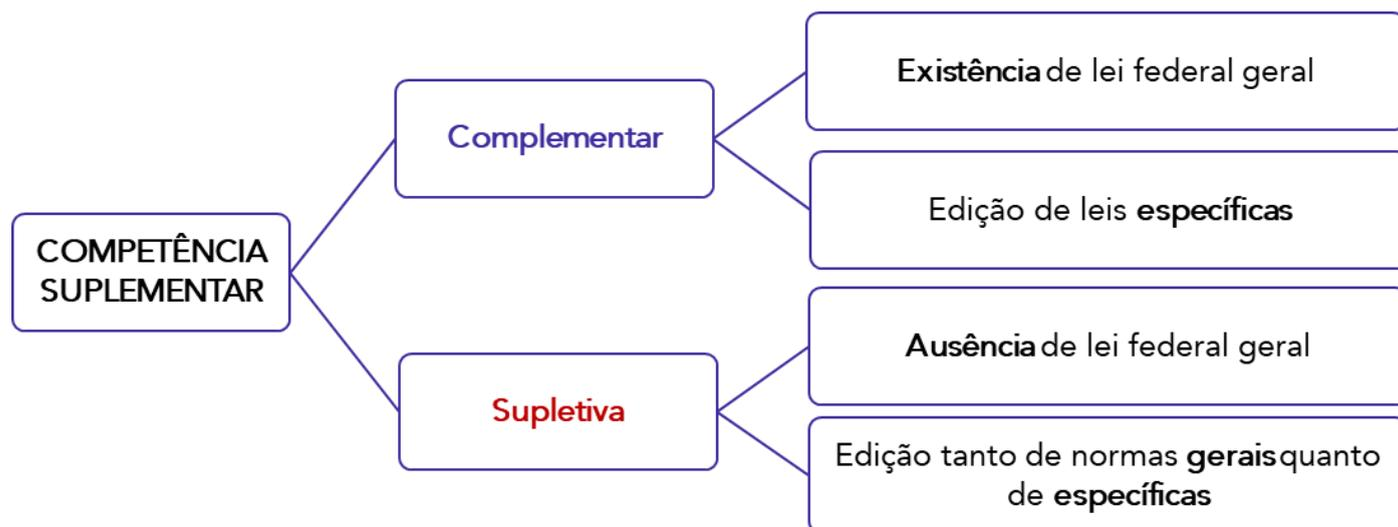 COMPETÊNCIA
SUPLEMENTAR
Complementar
Existência de lei federal geral
Edição de leis específicas
Supletiva
Ausência de lei federal geral
Edição tanto de normas gerais quanto
de específicas